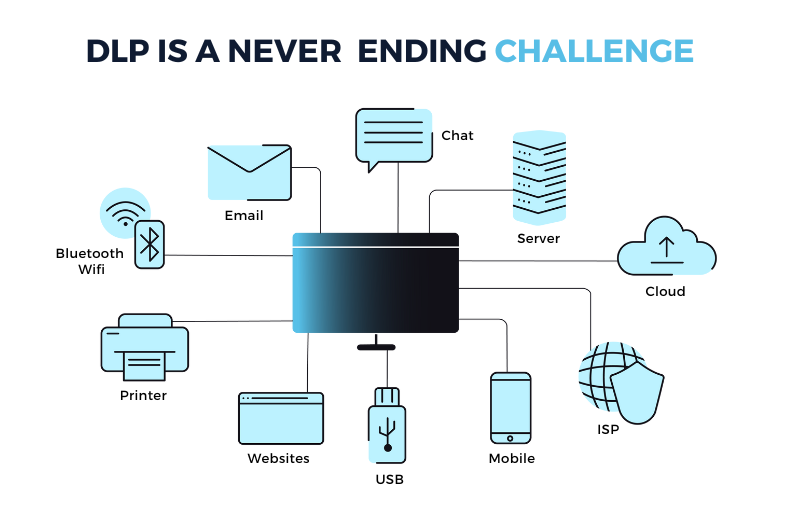 DLP IS A NEVER ENDING CHALLENGE
Chat
Email
Server
Bluetooth
Wifi
Cloud
Printer
ISP
Websites
Mobile
USB